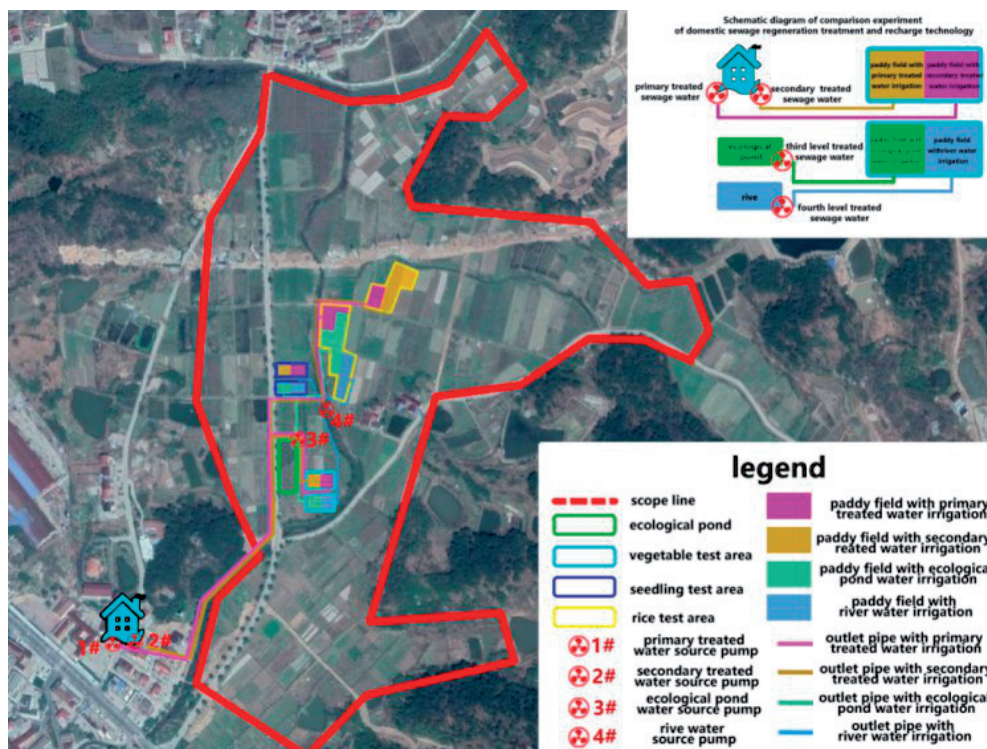 Schematic diagram of comparison experiment
of domestic sewage regeneration treatment and recharge technology
primary treated
sewage water
secondary treated
sewage water
paddy field with
primary treated
water irrigation
paddy field with
secondary treated
water irrigation
pond
third level treated
sewage water
paddy field
withriver water
irrigation
rive
fourth level treated
sewage water
4#
3#
1#
2#
legend
scope line
ecological pond
vegetable test area
seedling test area
rice test area
1# primary treated
water source pump
2# secondary treated
water source pump
3# ecological pond
water source pump
4# rive water
source pump
paddy field with primary
treated water irrigation
paddy field with secondary
reated water irrigation
paddy field with ecological
pond water irrigation
paddy field with
river water irrigation
outlet pipe with primary
treated water irrigation
outlet pipe with secondary
treated water irrigation
outlet pipe with ecological
pond water irrigation
outlet pipe with
river water irrigation